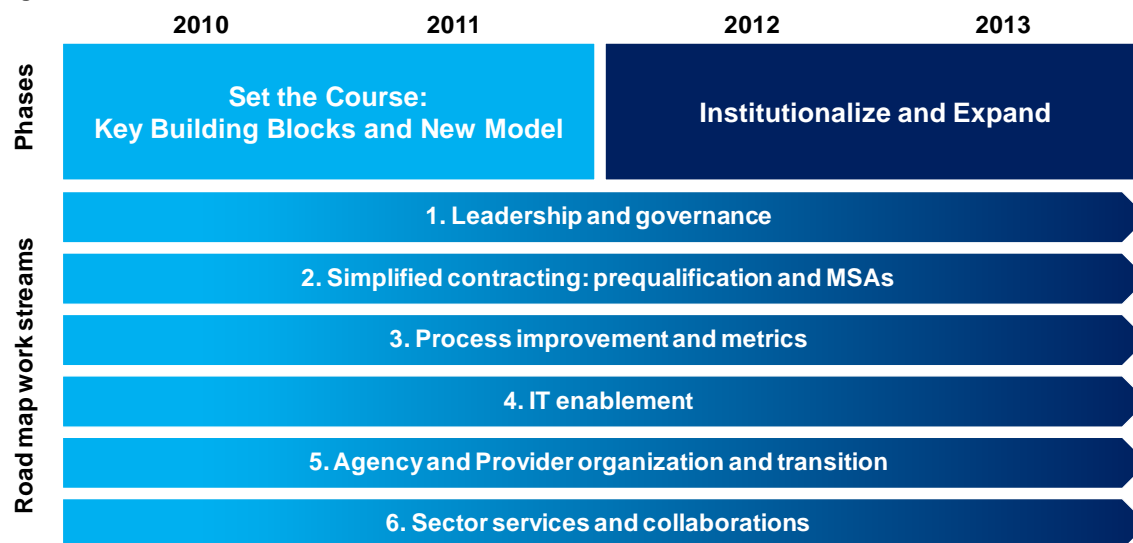 2010 2011 2012 2013
Phases
Set the Course:
Key Building Blocks and New Model
Institutionalize and Expand
Road map work streams
1. Leadership and governance
2. Simplified contracting: prequalification and MSAs
3. Process improvement and metrics
4. IT enablement
5. Agency and Provider organization and transition
6. Sector services and collaborations